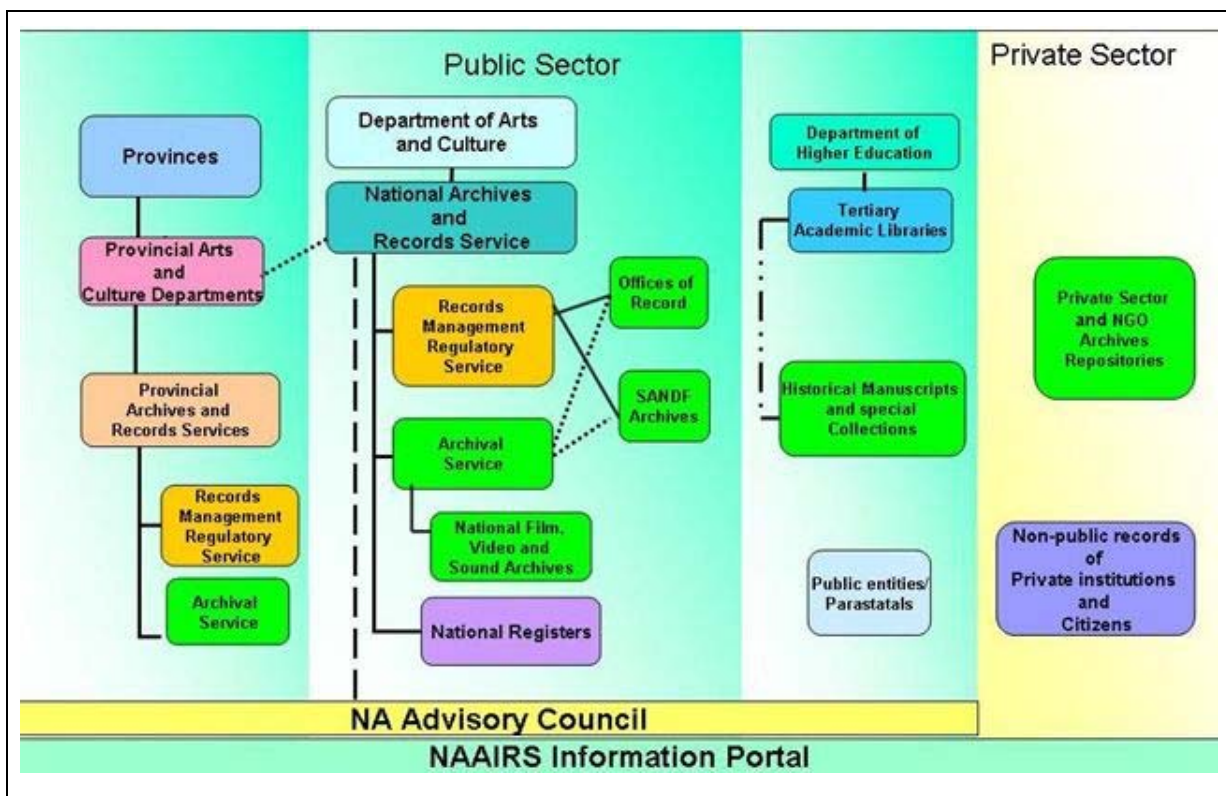 Public Sector
Private Sector
Provinces
Provincial Arts
and
Culture Departments
Provincial
Archives and
Records Services
Records
Management
Regulatory
Service
Archival
Service
Department of Arts
and Culture
National Archives
and
Records Service
Records
Management
Regulatory
Service
Offices of
Record
SANDF
Archives
Archival
Service
National Film,
Video and
Sound Archives
National Registers
Department of
Higher Education
Tertiary
Academic Libraries
Historical Manuscripts
and special
Collections
Public entities/
Parastatals
Private Sector
and NGO
Archives
Repositories
Non-public records
of
Private institutions
and
Citizens
NA Advisory Council
NAAIRS Information Portal